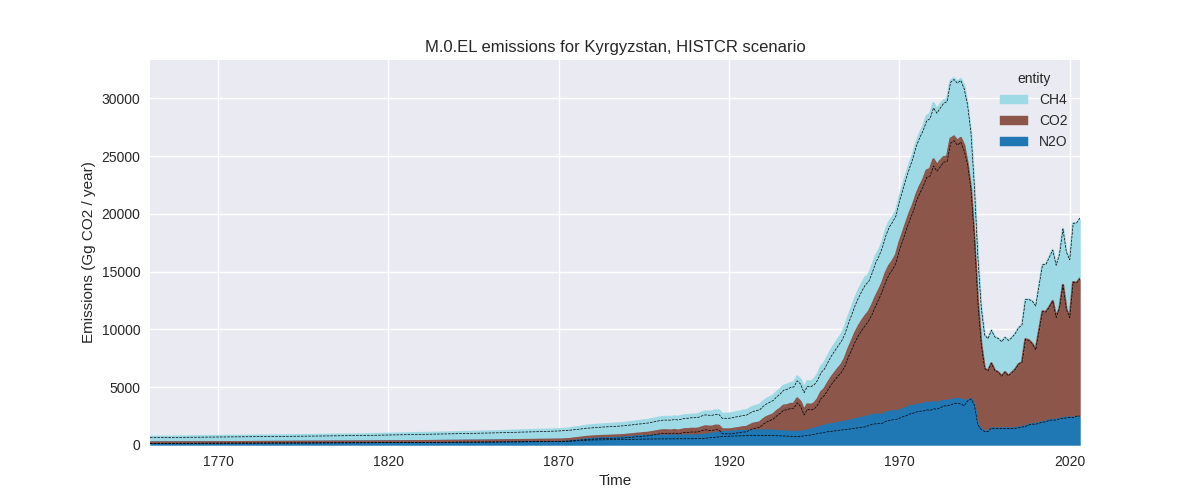 M.0.EL emissions for Kyrgyzstan, HISTCR scenario
entity
CH4
CO2
N2O
Emissions (Gg CO2 / year)
30000
25000
20000
15000
10000
5000
0
1770 1820 1870 1920 1970 2020
Time